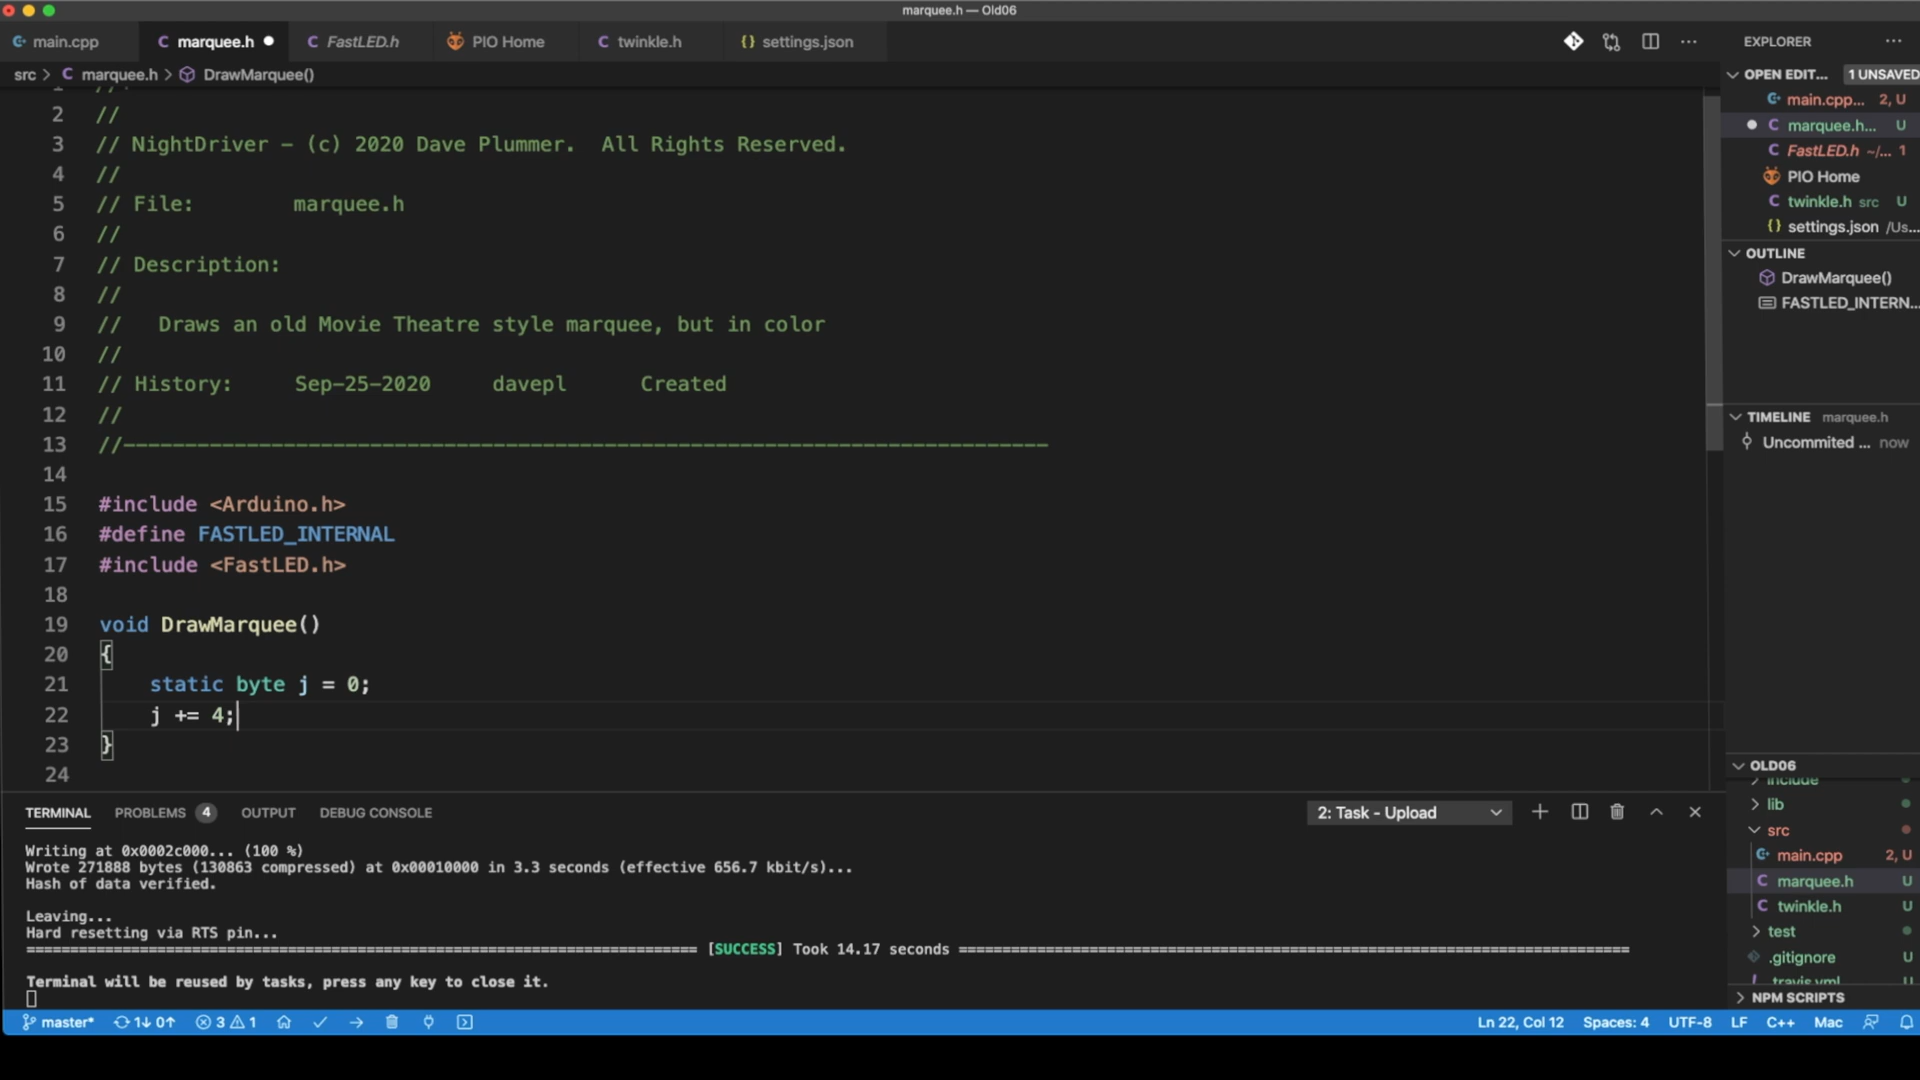 marquee.h — Old06
main.cpp
marquee.h
FastLED.h
PIO Home
twinkle.h
settings.json
EXPLORER
src > C marquee.h > DrawMarquee()
1
2 //
3 // NightDriver - (c) 2020 Dave Plummer.  All Rights Reserved.
4 //
5 // File:        marquee.h
6 //
7 // Description:
8 //
9 //   Draws an old Movie Theatre style marquee, but in color
10 //
11 // History:     Sep-25-2020     davepl      Created
12 //
13 //---------------------------------------------------------------------------
14
15 #include <Arduino.h>
16 #define FASTLED_INTERNAL
17 #include <FastLED.h>
18
19 void DrawMarquee()
20 {
21     static byte j = 0;
22     j += 4;
23 }
24
OPEN EDIT... 1 UNSAVED
main.cpp... 2, U
marquee.h... U
FastLED.h ~/... 1
PIO Home
twinkle.h src U
settings.json /Us...
OUTLINE
DrawMarquee()
FASTLED_INTERN...
TIMELINE marquee.h
Uncommited ... now
OLD06
include
lib
src
main.cpp 2, U
marquee.h U
twinkle.h U
test
.gitignore U
.travis.yml U
NPM SCRIPTS
TERMINAL PROBLEMS 4 OUTPUT DEBUG CONSOLE 2: Task - Upload
Writing at 0x0002c000... (100 %)
Wrote 271888 bytes (130863 compressed) at 0x00010000 in 3.3 seconds (effective 656.7 kbit/s)...
Hash of data verified.
Leaving...
Hard resetting via RTS pin...
[SUCCESS] Took 14.17 seconds
Terminal will be reused by tasks, press any key to close it.
master* 1↓ 0↑ 3 1 Ln 22, Col 12 Spaces: 4 UTF-8 LF C++ Mac